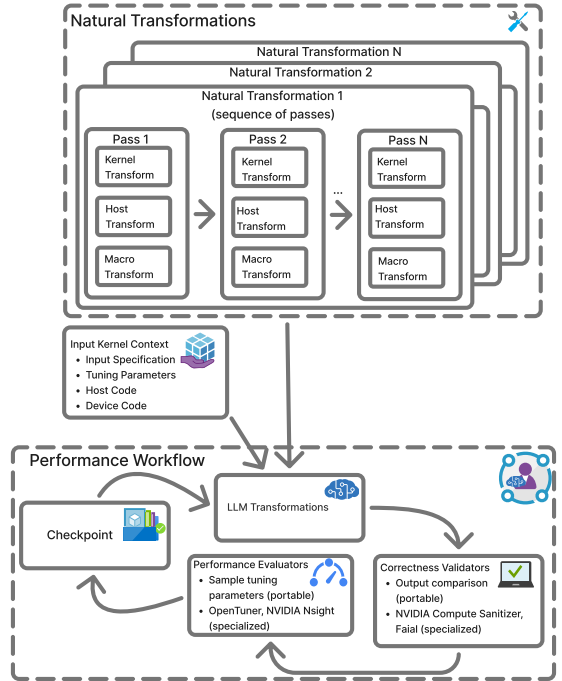 Natural Transformations
Natural Transformation N
Natural Transformation 2
Natural Transformation 1
(sequence of passes)
Pass 1
Kernel
Transform
Host
Transform
Macro
Transform
Pass 2
Kernel
Transform
Host
Transform
Macro
Transform
...
Pass N
Kernel
Transform
Host
Transform
Macro
Transform
Input Kernel Context
• Input Specification
• Tuning Parameters
• Host Code
• Device Code
Performance Workflow
LLM Transformations
Checkpoint
Performance Evaluators
• Sample tuning
parameters (portable)
• OpenTuner, NVIDIA Nsight
(specialized)
Correctness Validators
• Output comparison
(portable)
• NVIDIA Compute Sanitizer,
Faial (specialized)